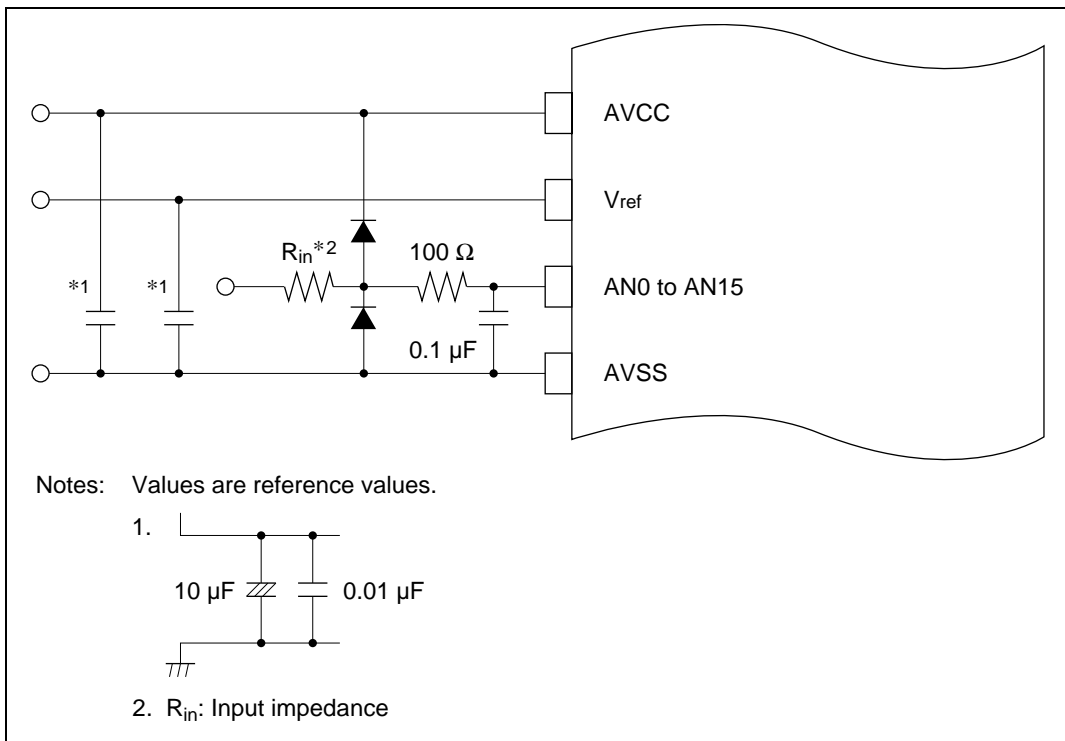 AVCC
Vref
Rin*2
100 Ω
*1
*1
AN0 to AN15
0.1 µF
AVSS
Notes: Values are reference values.
1.
10 µF
0.01 µF
2. Rin: Input impedance